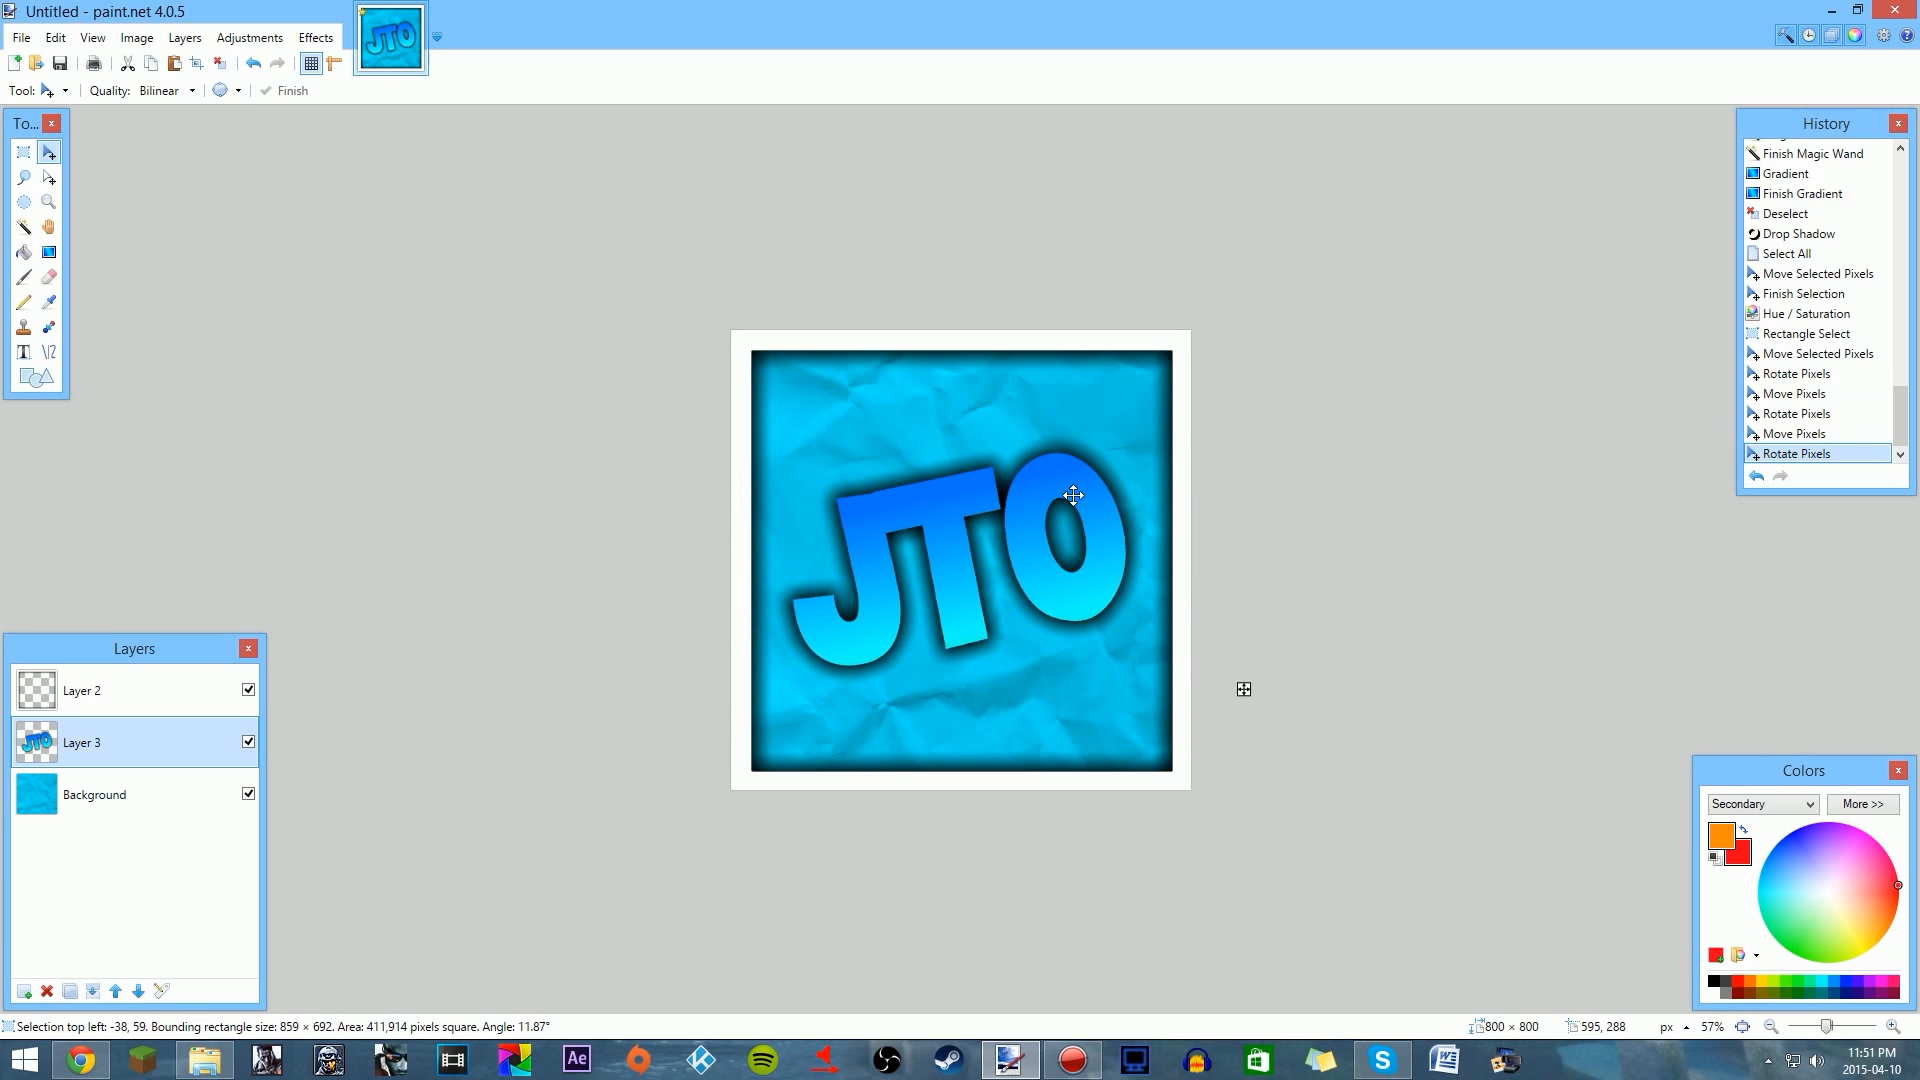 Untitled - paint.net 4.0.5
File Edit View Image Layers Adjustments Effects
Tool: Quality: Bilinear Finish
To...
History
Finish Magic Wand
Gradient
Finish Gradient
Deselect
Drop Shadow
Select All
Move Selected Pixels
Finish Selection
Hue / Saturation
Rectangle Select
Move Selected Pixels
Rotate Pixels
Move Pixels
Rotate Pixels
Move Pixels
Rotate Pixels
JTO
Layers
Layer 2
Layer 3
Background
Colors
Secondary More >>
Selection top left: -38, 59. Bounding rectangle size: 859 × 692. Area: 411,914 pixels square. Angle: 11.87°
800 × 800 595, 288 px 57%
Ae
11:51 PM
2015-04-10